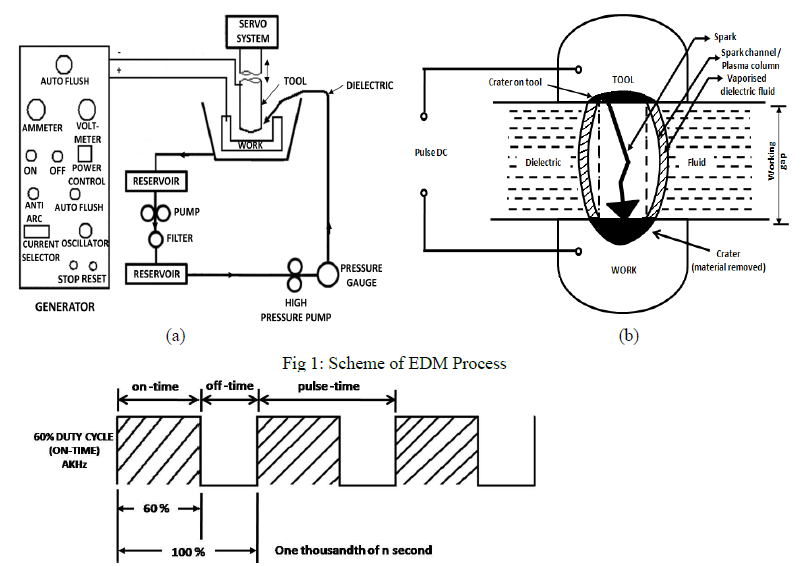 SERVO
SYSTEM
-
+
AUTO FLUSH
TOOL
DIELECTRIC
AMMETER
VOLT-
METER
WORK
ON
OFF
POWER
CONTROL
RESERVOIR
ANTI
ARC
AUTO FLUSH
PUMP
CURRENT
SELECTOR
OSCILLATOR
FILTER
STOP RESET
RESERVOIR
PRESSURE
GAUGE
HIGH
PRESSURE PUMP
GENERATOR
(a)
Spark
Spark channel/
Plasma column
Vaporised
dielectric fluid
TOOL
Crater on tool
Pulse DC
Dielectric
Fluid
Working
gap
Crater
(material removed)
WORK
(b)
Fig 1: Scheme of EDM Process
on-time
off-time
pulse-time
60% DUTY CYCLE
(ON-TIME)
AKHz
60 %
100 %
One thousandth of n second